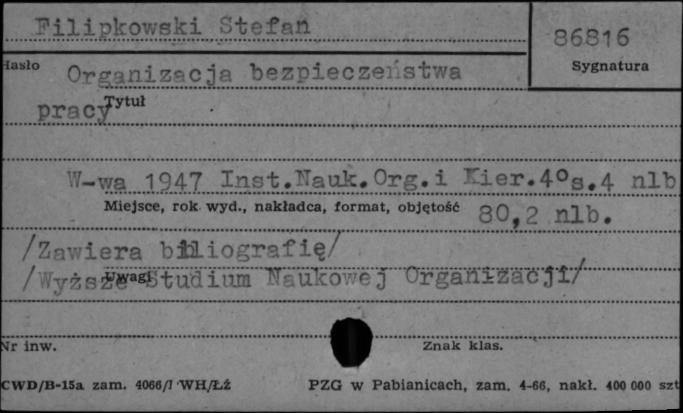 Filipkowski Stefan
86816
Hasło
Sygnatura
Organizacja bezpieczeństwa
pracy
Tytuł
W-wa 1947 Inst.Nauk.Org.i Kier.4°s.4 nlb
Miejsce, rok wyd., nakładca, format, objętość
80,2 nlb.
/Zawiera bibliografię/
Uwagi
/Wyższe Studium Naukowej Organizacji/
Nr inw.
Znak klas.
CWD/B-15a zam. 4066/I WH/ŁŹ
PZG w Pabianicach, zam. 4-66, nakł. 400 000 szt